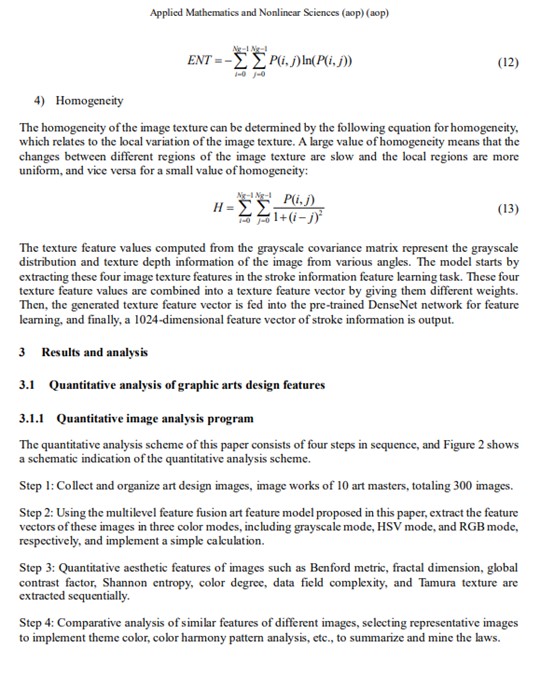 Applied Mathematics and Nonlinear Sciences (aop) (aop)
ENT = −∑_{i=0}^{Ng−1} ∑_{j=0}^{Ng−1} P(i, j)ln(P(i, j)) (12)
4) Homogeneity
The homogeneity of the image texture can be determined by the following equation for homogeneity,
which relates to the local variation of the image texture. A large value of homogeneity means that the
changes between different regions of the image texture are slow and the local regions are more
uniform, and vice versa for a small value of homogeneity:
H = ∑_{i=0}^{Ng−1} ∑_{j=0}^{Ng−1} P(i, j) / (1+(i−j)²) (13)
The texture feature values computed from the grayscale covariance matrix represent the grayscale
distribution and texture depth information of the image from various angles. The model starts by
extracting these four image texture features in the stroke information feature learning task. These four
texture feature values are combined into a texture feature vector by giving them different weights.
Then, the generated texture feature vector is fed into the pre-trained DenseNet network for feature
learning, and finally, a 1024-dimensional feature vector of stroke information is output.
3 Results and analysis
3.1 Quantitative analysis of graphic arts design features
3.1.1 Quantitative image analysis program
The quantitative analysis scheme of this paper consists of four steps in sequence, and Figure 2 shows
a schematic indication of the quantitative analysis scheme.
Step 1: Collect and organize art design images, image works of 10 art masters, totaling 300 images.
Step 2: Using the multilevel feature fusion art feature model proposed in this paper, extract the feature
vectors of these images in three color modes, including grayscale mode, HSV mode, and RGB mode,
respectively, and implement a simple calculation.
Step 3: Quantitative aesthetic features of images such as Benford metric, fractal dimension, global
contrast factor, Shannon entropy, color degree, data field complexity, and Tamura texture are
extracted sequentially.
Step 4: Comparative analysis of similar features of different images, selecting representative images
to implement theme color, color harmony pattern analysis, etc., to summarize and mine the laws.